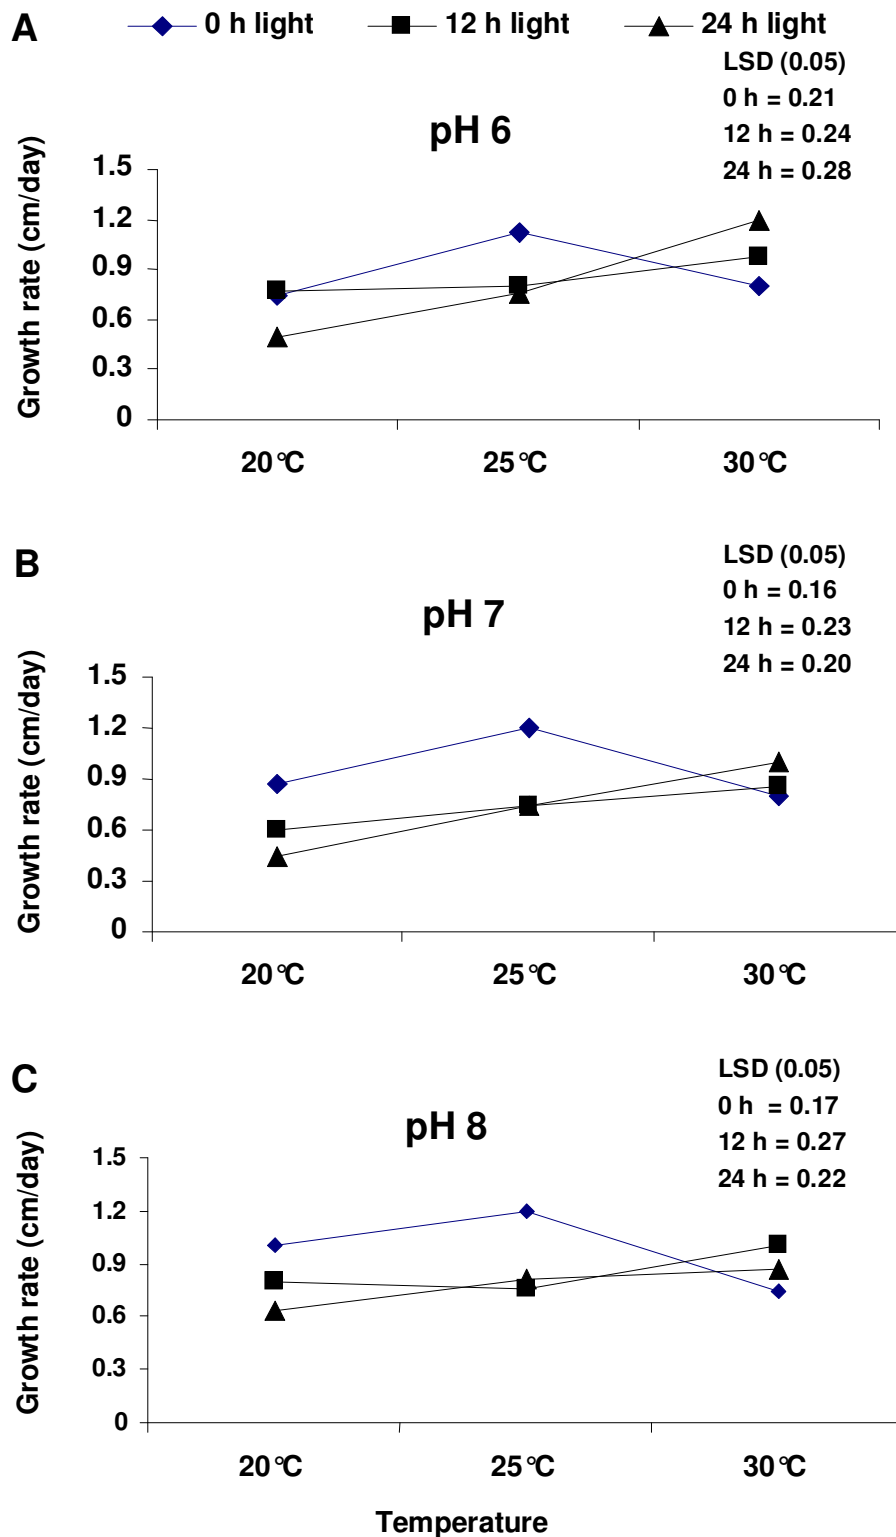 A
0 h light 12 h light 24 h light
LSD (0.05)
0 h = 0.21
12 h = 0.24
24 h = 0.28
pH 6
Growth rate (cm/day)
1.5
1.2
0.9
0.6
0.3
0
20°C 25°C 30°C
B
LSD (0.05)
0 h = 0.16
12 h = 0.23
24 h = 0.20
pH 7
Growth rate (cm/day)
1.5
1.2
0.9
0.6
0.3
0
20°C 25°C 30°C
C
LSD (0.05)
0 h = 0.17
12 h = 0.27
24 h = 0.22
pH 8
Growth rate (cm/day)
1.5
1.2
0.9
0.6
0.3
0
20°C 25°C 30°C
Temperature